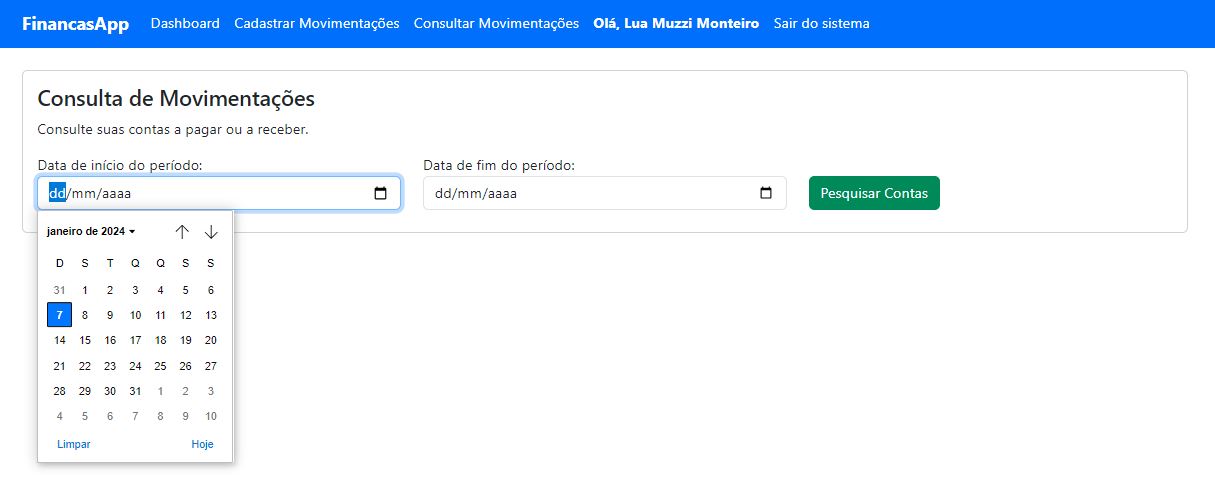 FinancasApp Dashboard Cadastrar Movimentações Consultar Movimentações Olá, Lua Muzzi Monteiro Sair do sistema
Consulta de Movimentações
Consulte suas contas a pagar ou a receber.
Data de início do período: Data de fim do período:
dd/mm/aaaa dd/mm/aaaa Pesquisar Contas
janeiro de 2024
D S T Q Q S S
31 1 2 3 4 5 6
7 8 9 10 11 12 13
14 15 16 17 18 19 20
21 22 23 24 25 26 27
28 29 30 31 1 2 3
4 5 6 7 8 9 10
Limpar Hoje